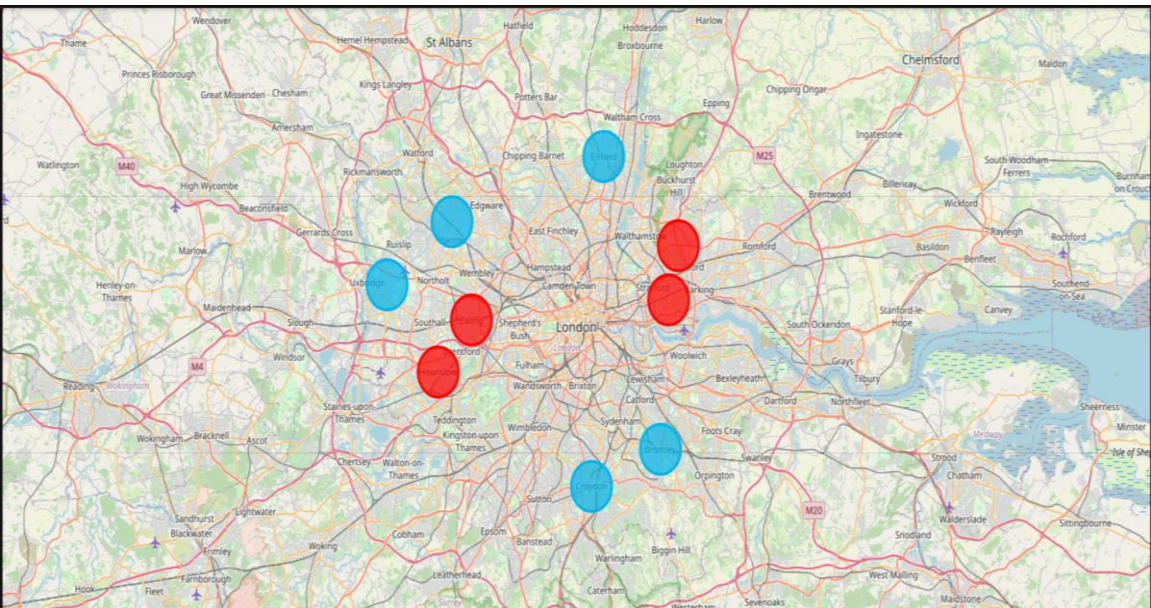 Wendover
Hatfield
Hoddesdon
Harlow
Thame
Hemel Hempstead
St Albans
Broxbourne
Chelmsford
Maldon
Princes Risborough
Kings Langley
Great Missenden
Chesham
Potters Bar
Epping
Chipping Ongar
Waltham Cross
Amersham
Ingatestone
Watlington
M40
Watford
Chipping Barnet
Enfield
M25
South Woodham
Ferrers
Rickmansworth
Loughton
Buckhurst
Hill
Burnham
on Crouch
High Wycombe
Brentwood
Billericay
Wickford
Beaconsfield
Edgware
Gerrards Cross
East Finchley
Walthamstow
Rayleigh
Rochford
Marlow
Ruislip
Romford
Basildon
Benfleet
Hampstead
Wembley
Northolt
Uxbridge
Camden Town
Stratford
Barking
Henley-on-
Thames
Southend-
on-Sea
Maidenhead
Slough
Southall
Ealing
Shepherd's
Bush
London
London
South Ockendon
Stanford-le-
Hope
Canvey
Windsor
Brentford
Woolwich
M4
Hounslow
Fulham
Grays
Reading
Wokingham
Wandsworth
Brixton
Lewisham
Bexleyheath
Tilbury
Catford
Dartford
Northfleet
Staines-upon-
Thames
Sheerness
Teddington
Wimbledon
Sydenham
Foots Cray
Minster
Wokingham
Bracknell
Ascot
Kingston upon
Thames
Medway
Isle of She
Chertsey
Walton-on-
Thames
Bromley
Swanley
Strood
Chatham
Orpington
Croydon
Sutton
Lightwater
M20
Sandhurst
Blackwater
Walderslade
Sittingbourne
Frimley
Woking
Cobham
Epsom
Banstead
Biggin Hill
Snodland
Warlingham
Farnborough
Leatherhead
West Malling
Hook
Fleet
Caterham
Surrey
Westerham
Sevenoaks
Maidstone